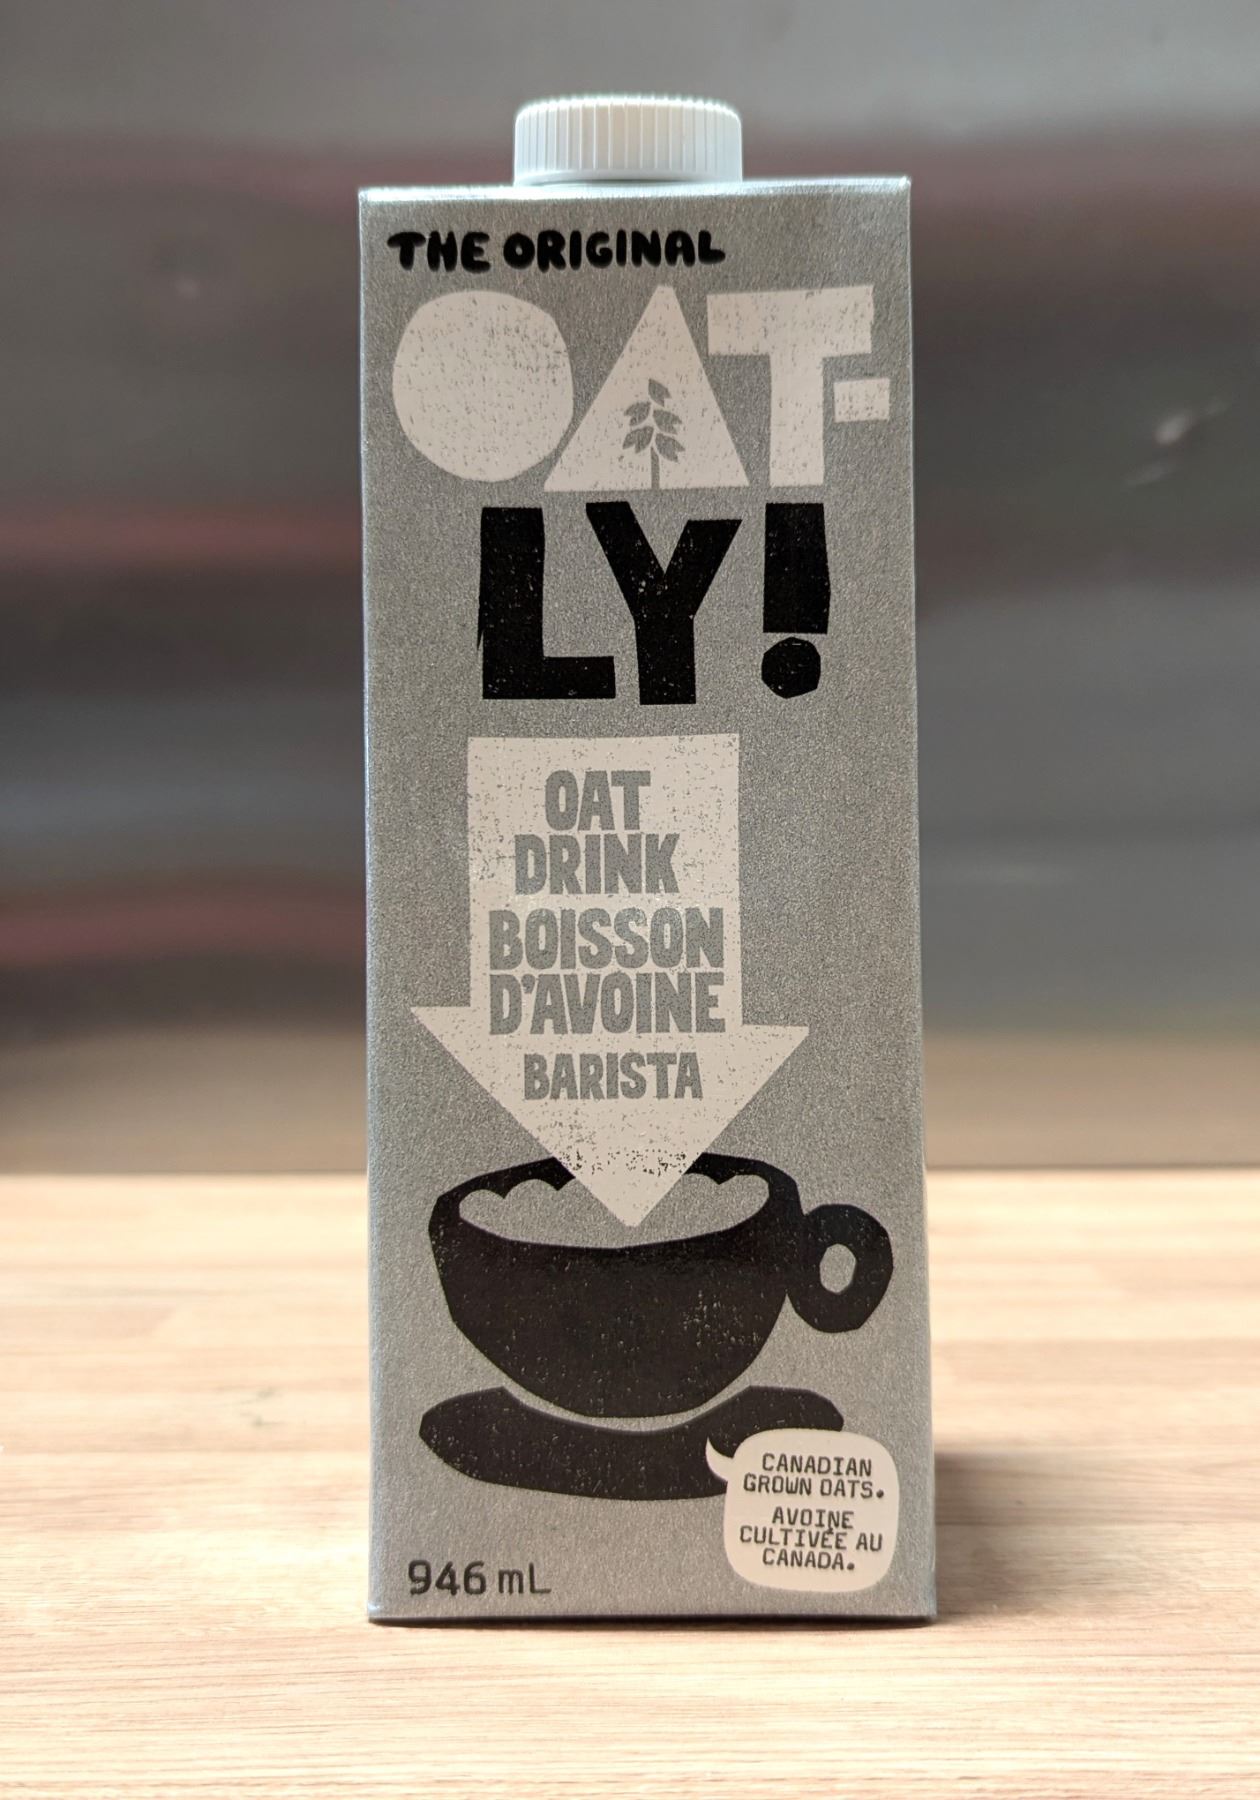 THE ORIGINAL
OAT-
LY!
OAT
DRINK
BOISSON
D'AVOINE
BARISTA
CANADIAN
GROWN OATS.
AVOINE
CULTIVÉE AU
CANADA.
946 mL